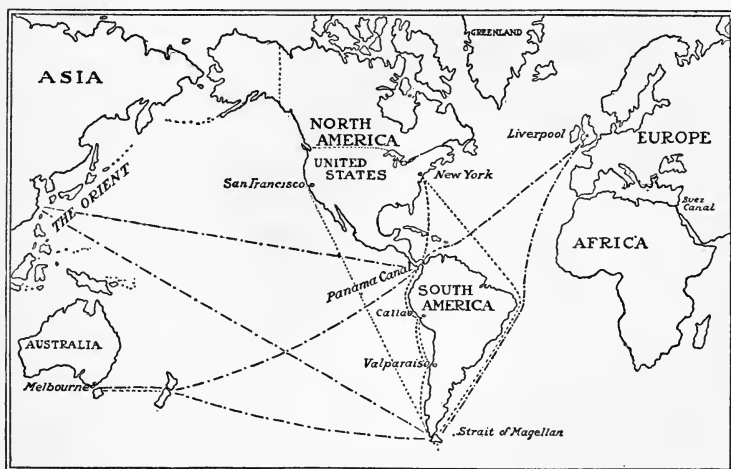 GREENLAND
ASIA
NORTH
AMERICA
Liverpool
EUROPE
UNITED
STATES
New York
San Francisco
THE ORIENT
Suez
Canal
AFRICA
Panama Canal
SOUTH
AMERICA
Callao
AUSTRALIA
Valparaiso
Melbourne
Strait of Magellan